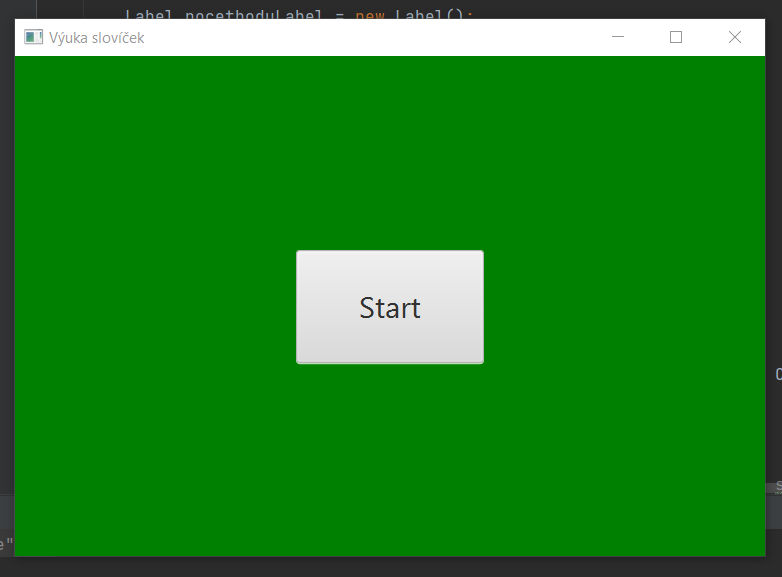 Label pocethoduLabel = new Label();
Výuka slovíček
Start
e"